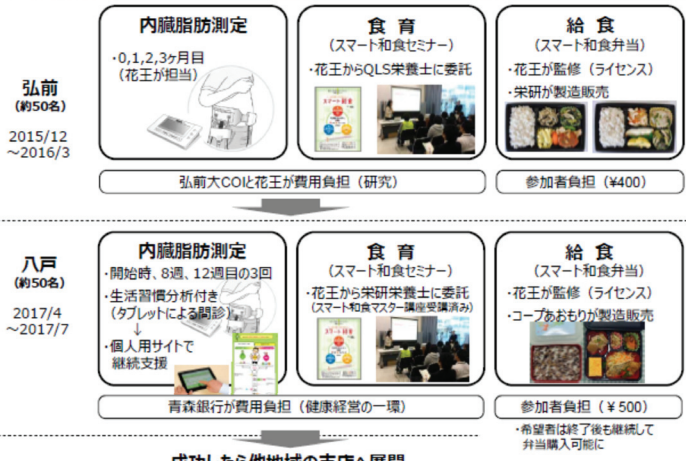 内臓脂肪測定
・0,1,2,3ヶ月目
（花王が担当）
食 育
（スマート和食セミナー）
・花王からQLS栄養士に委託
給 食
（スマート和食弁当）
・花王が監修（ライセンス）
・栄研が製造販売
弘前
（約50名）
2015/12
～2016/3
弘前大COIと花王が費用負担（研究）
参加者負担（¥400）
八戸
（約50名）
2017/4
～2017/7
内臓脂肪測定
・開始時、8週、12週目の3回
・生活習慣分析付き
（タブレットによる問診）
↓
・個人用サイトで
継続支援
食 育
（スマート和食セミナー）
・花王から栄研栄養士に委託
（スマート和食マスター講座受講済み）
給 食
（スマート和食弁当）
・花王が監修（ライセンス）
・コープあおもりが製造販売
青森銀行が費用負担（健康経営の一環）
参加者負担（¥500）
・希望者は終了後も継続して
弁当購入可能に
成功したら他地域の支店へ展開